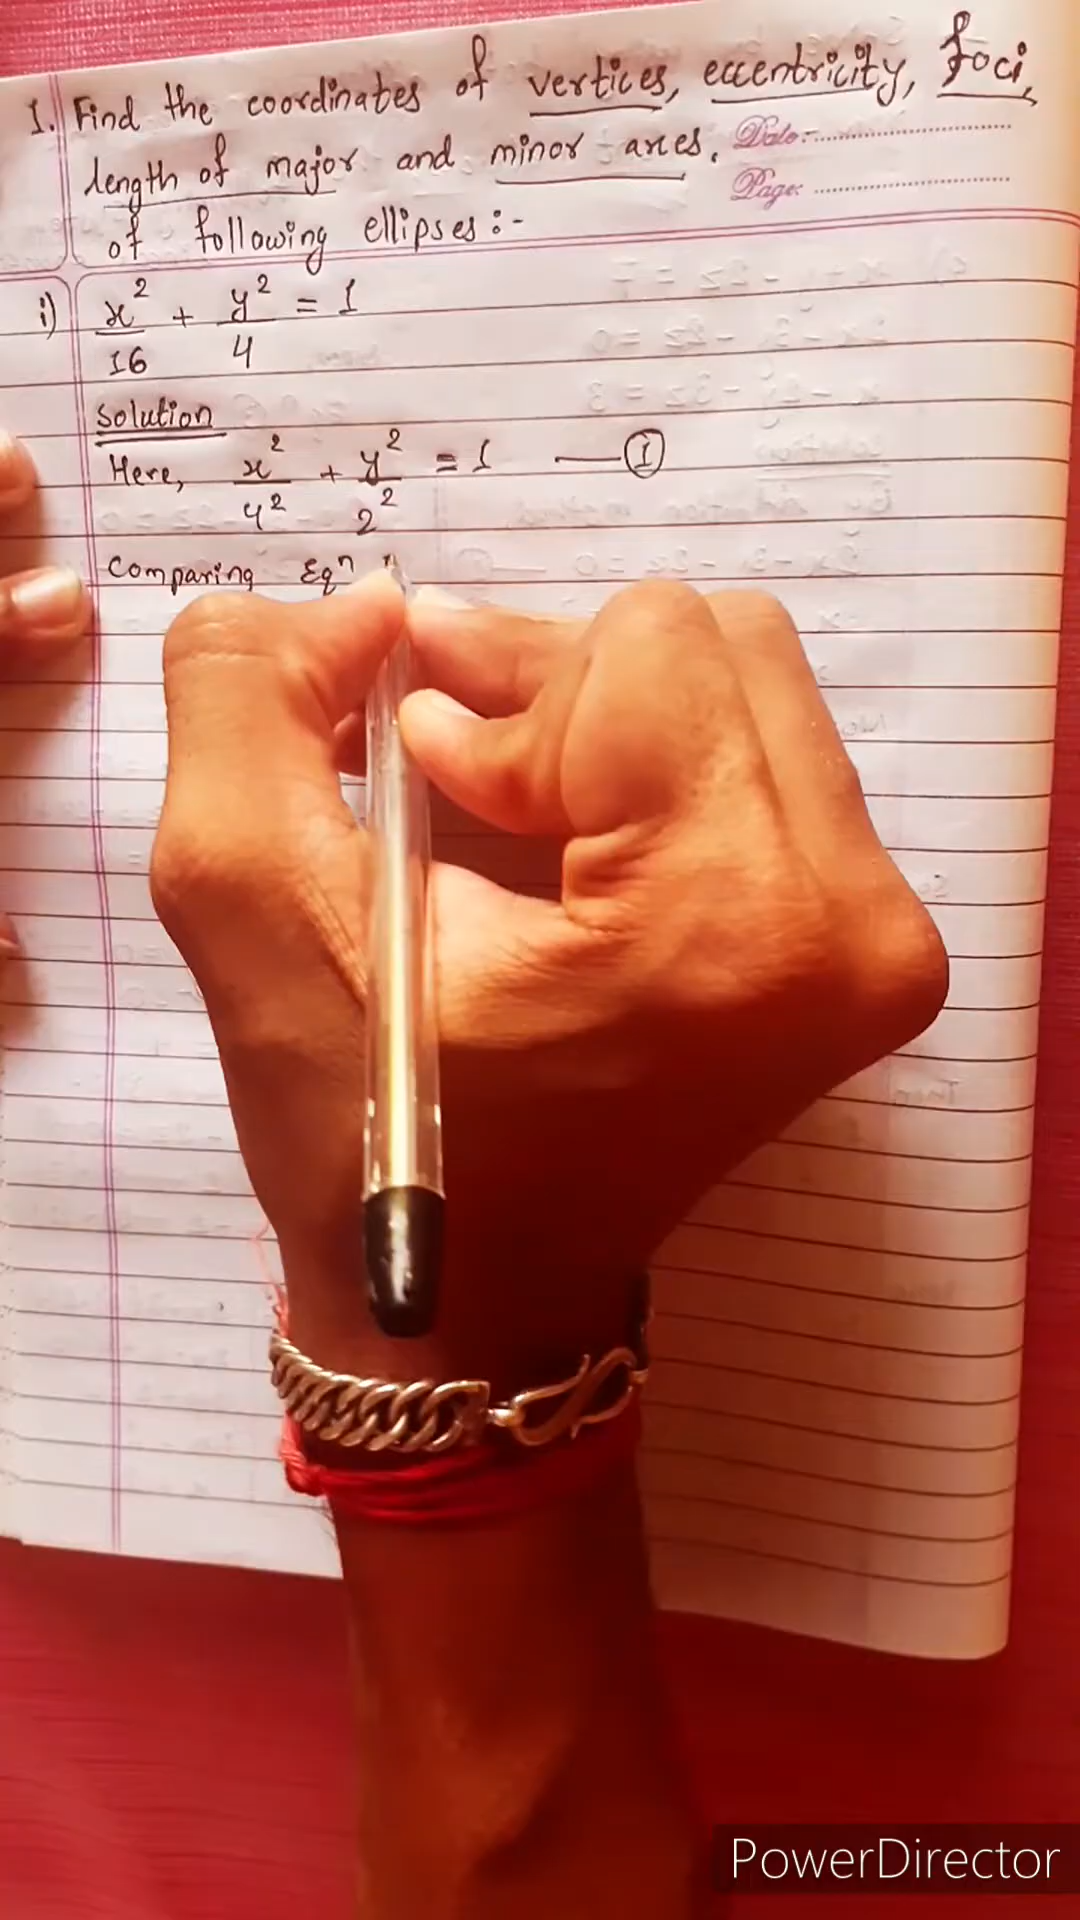 1. Find the coordinates of vertices, eccentricity, foci,
length of major and minor axes.
Date:-
Page:
of following ellipses:-
i) x²/16 + y²/4 = 1
Solution
Here, x²/4² + y²/2² = 1 —①
Comparing Eqⁿ
PowerDirector